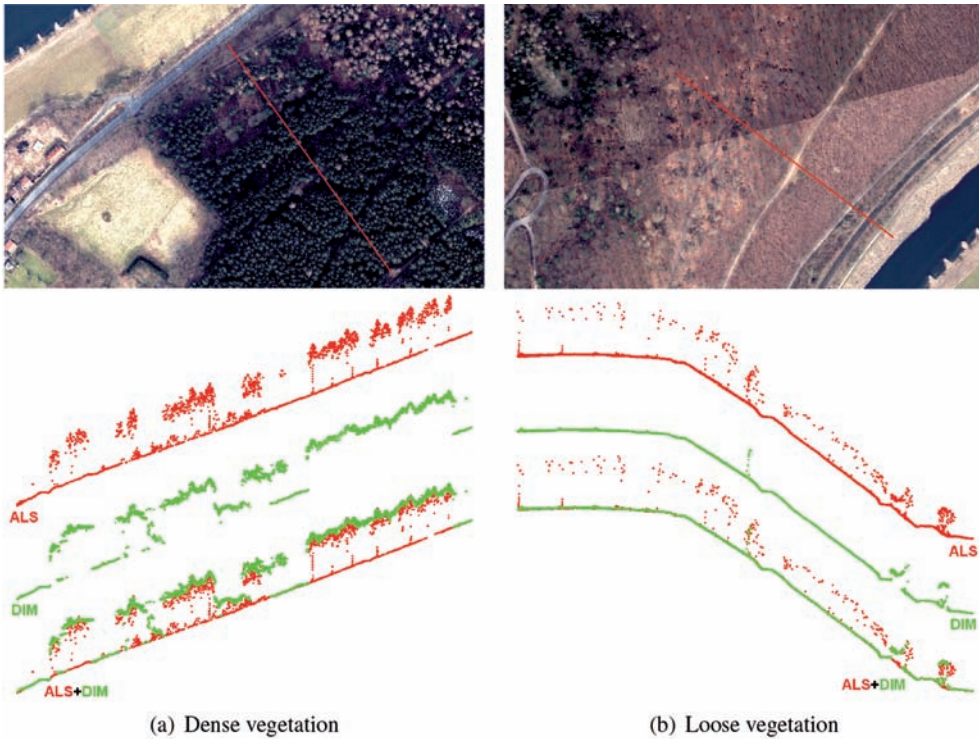 ALS
DIM
ALS+DIM
(a) Dense vegetation
ALS
DIM
ALS+DIM
(b) Loose vegetation